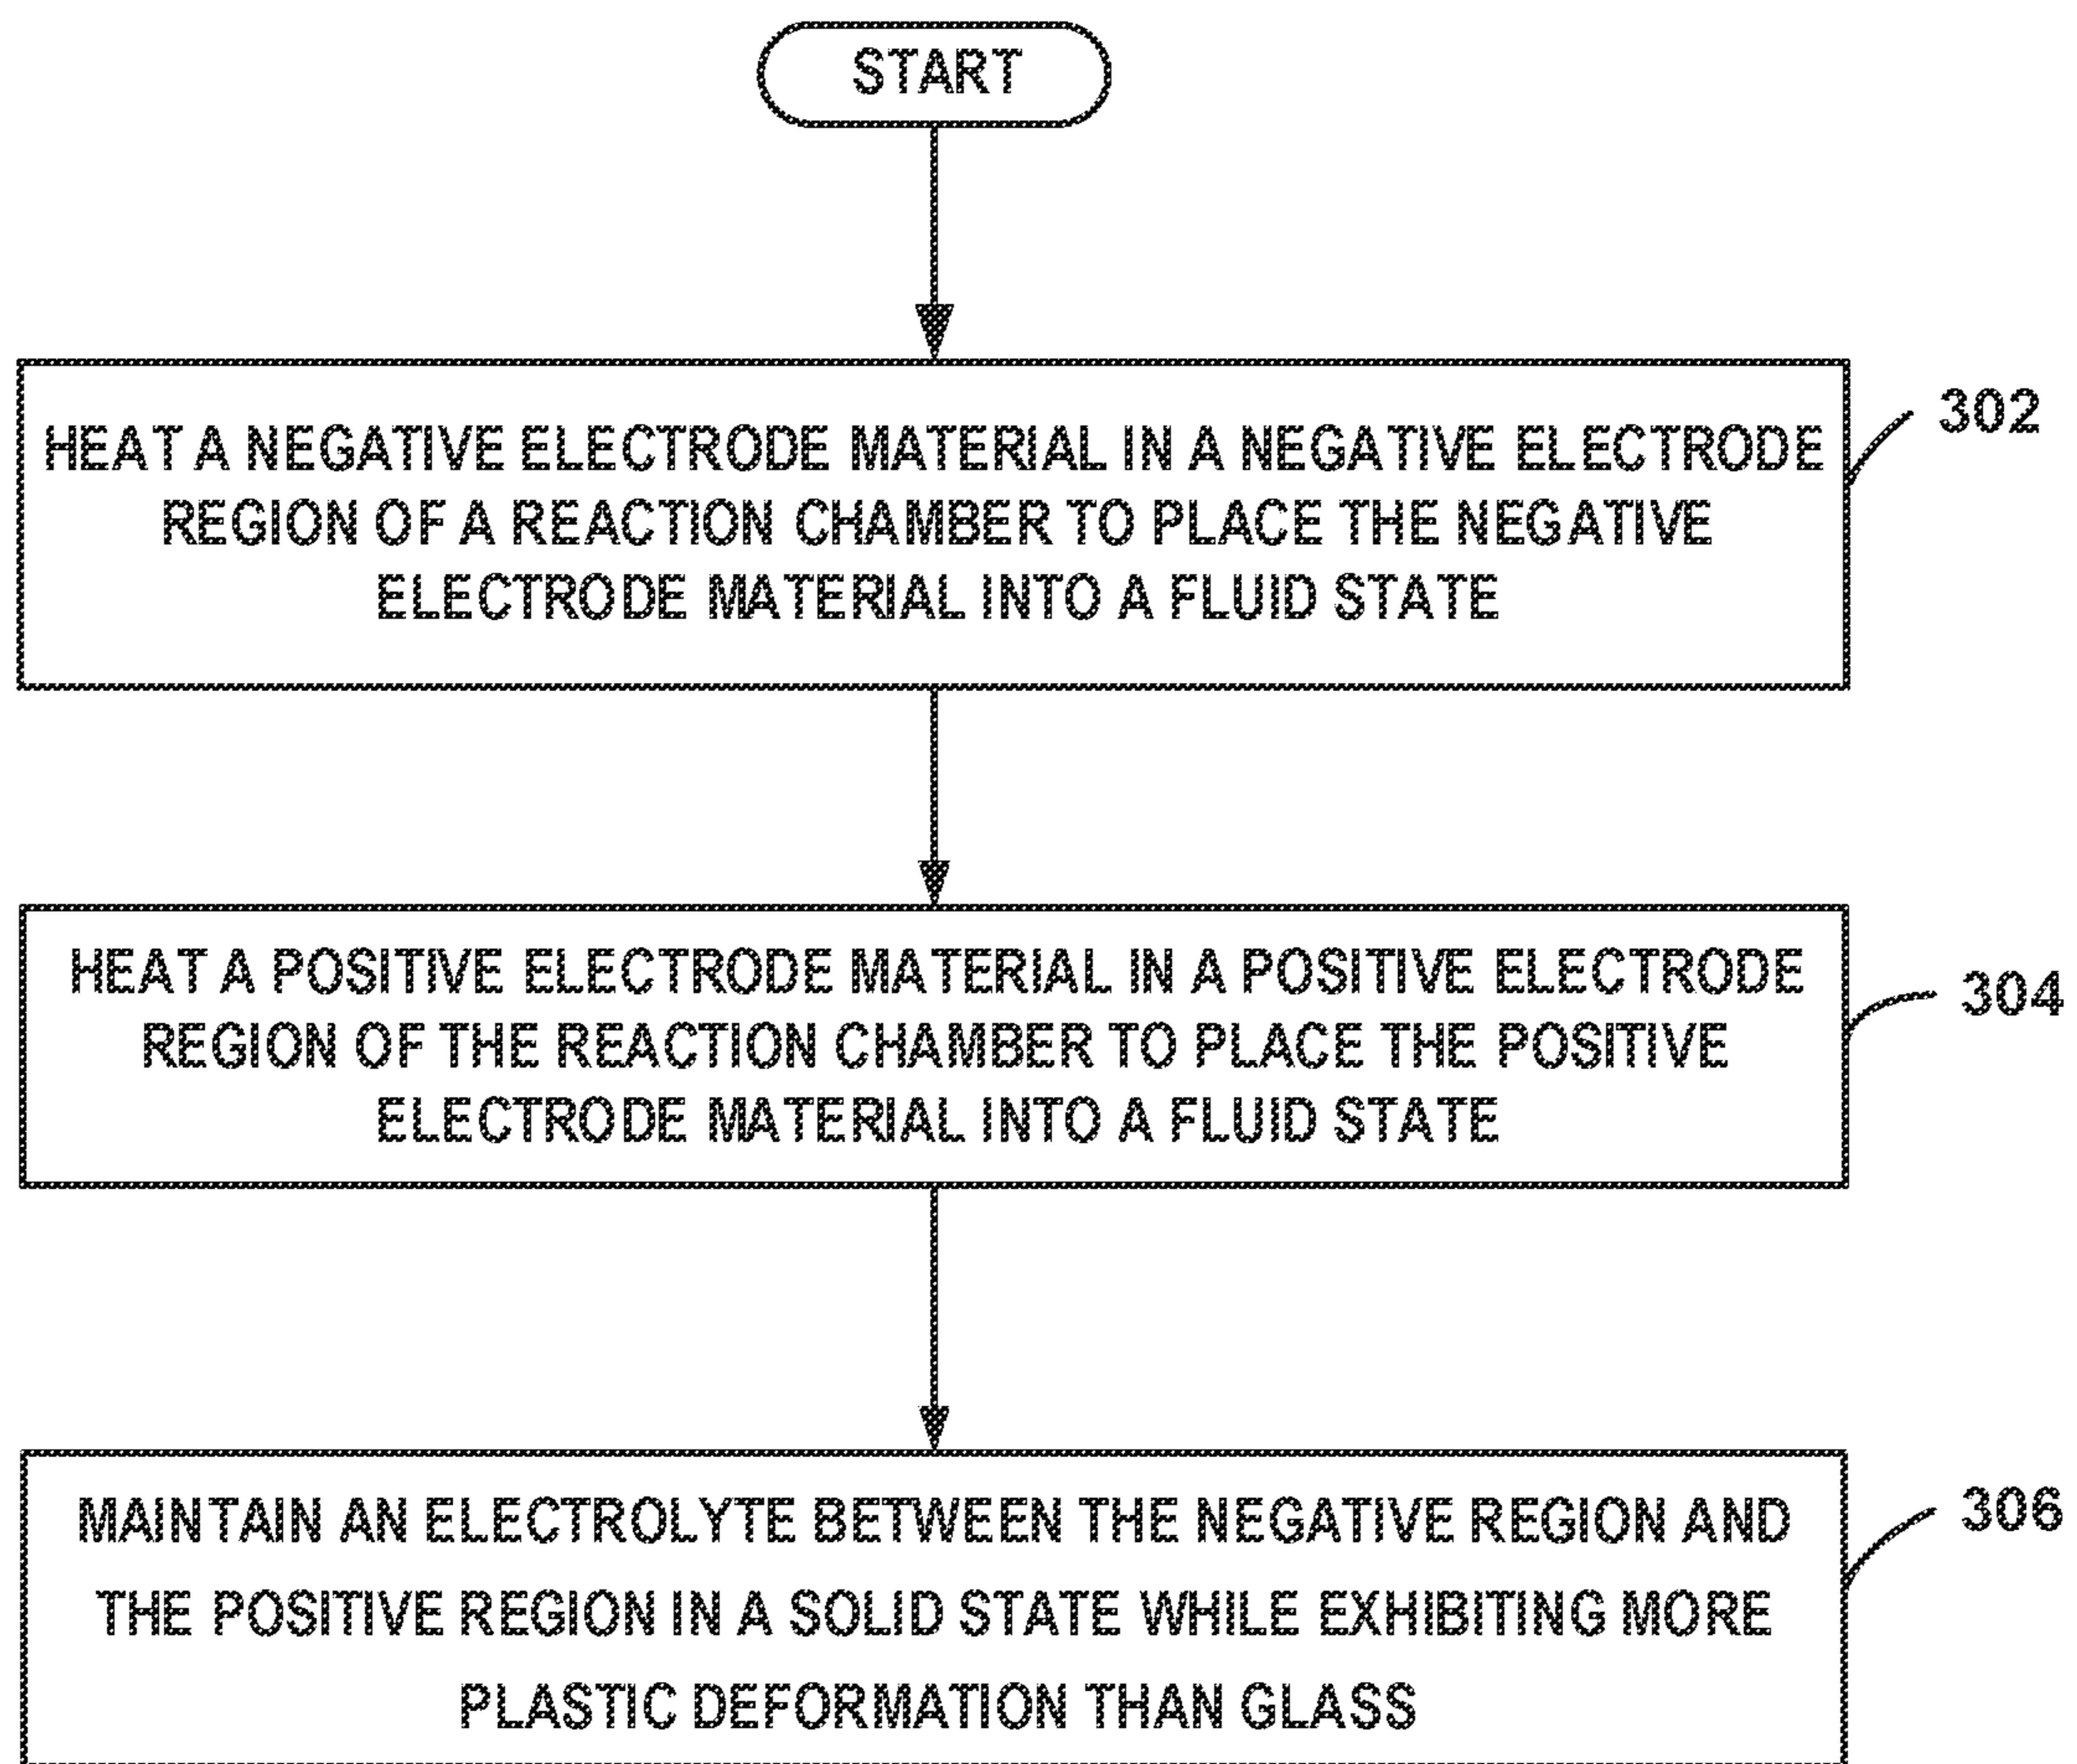 START
HEAT A NEGATIVE ELECTRODE MATERIAL IN A NEGATIVE ELECTRODE
REGION OF A REACTION CHAMBER TO PLACE THE NEGATIVE
ELECTRODE MATERIAL INTO A FLUID STATE
302
HEAT A POSITIVE ELECTRODE MATERIAL IN A POSITIVE ELECTRODE
REGION OF THE REACTION CHAMBER TO PLACE THE POSITIVE
ELECTRODE MATERIAL INTO A FLUID STATE
304
MAINTAIN AN ELECTROLYTE BETWEEN THE NEGATIVE REGION AND
THE POSITIVE REGION IN A SOLID STATE WHILE EXHIBITING MORE
PLASTIC DEFORMATION THAN GLASS
306